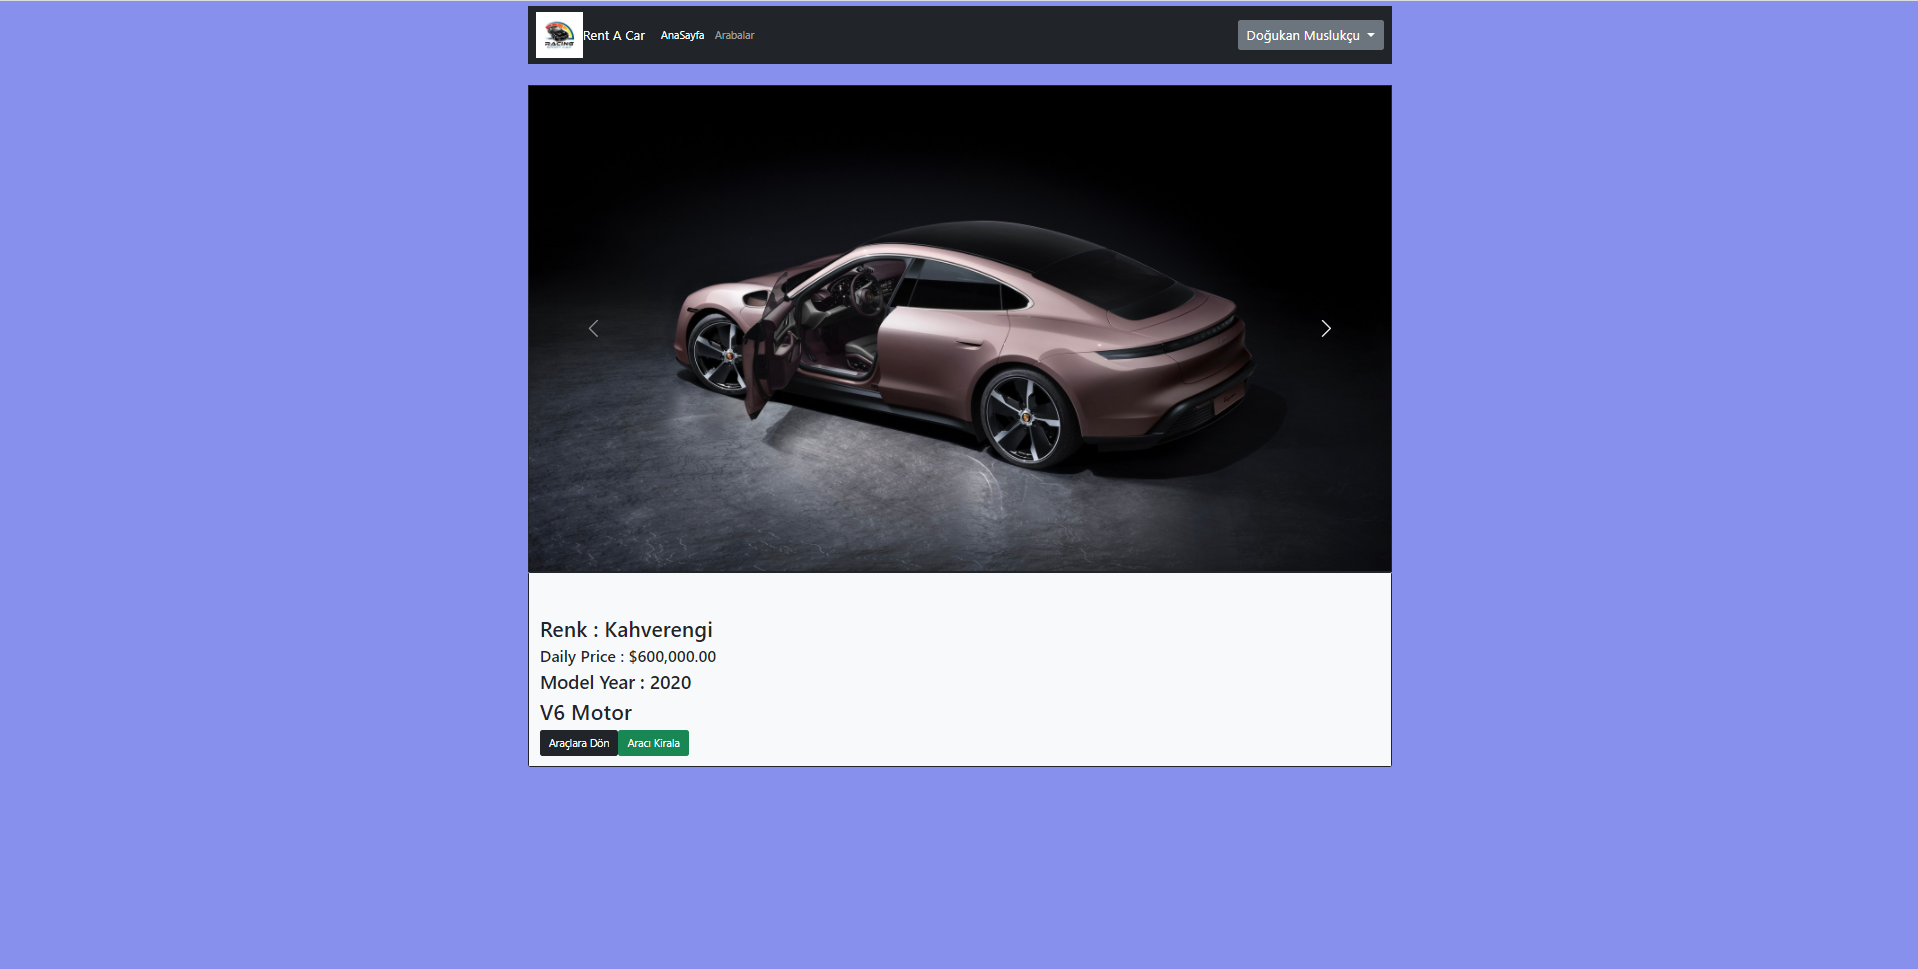 RACING
Rent A Car
AnaSayfa
Arabalar
Doğukan Muslukçu
Renk : Kahverengi
Daily Price : $600,000.00
Model Year : 2020
V6 Motor
Araçlara Dön
Aracı Kirala